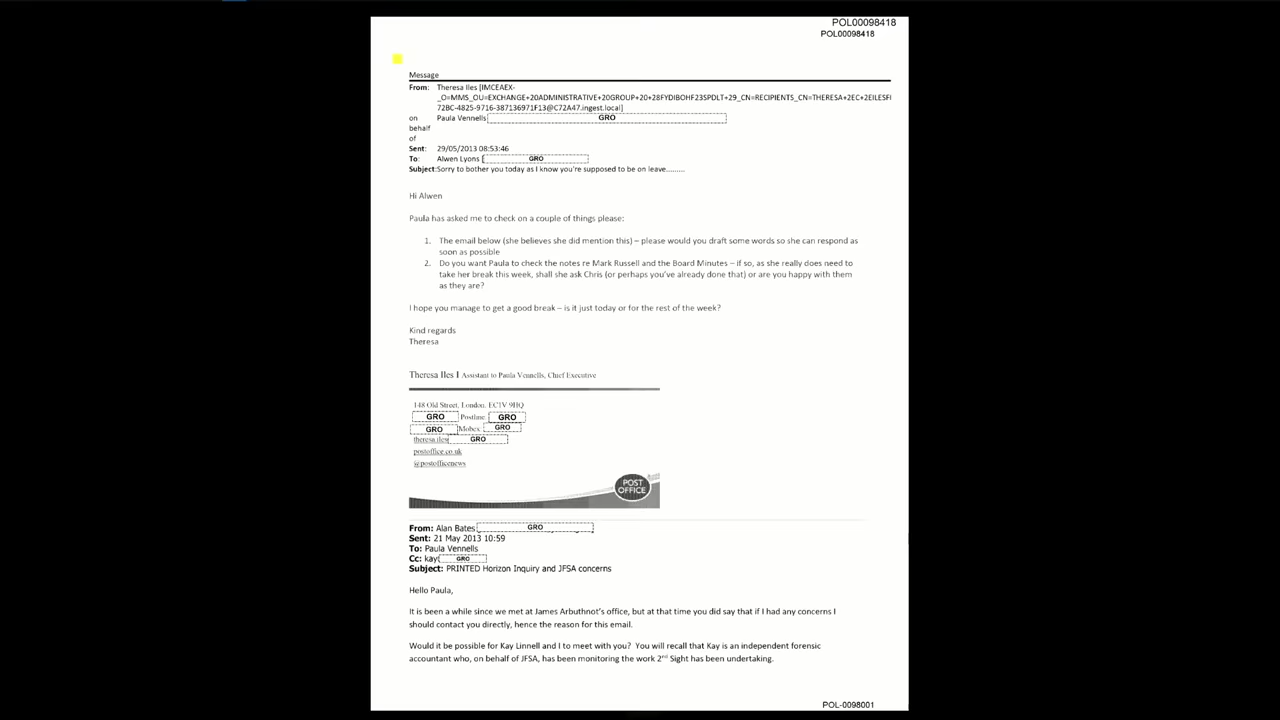 POL00098418
POL00098418
Message
From: Theresa Iles [IMCEAEX-
_O=MMS_OU=EXCHANGE+20ADMINISTRATIVE+20GROUP+20+28FYDIBOHF23SPDLT+29_CN=RECIPIENTS_CN=THERESA+2EC+2EILESF
72BC-4825-9716-387136971F13@C72A47.ingest.local]
on Paula Vennells GRO
behalf
of
Sent: 29/05/2013 08:53:46
To: Alwen Lyons [ GRO
Subject:Sorry to bother you today as I know you're supposed to be on leave.........
Hi Alwen
Paula has asked me to check on a couple of things please:
1. The email below (she believes she did mention this) – please would you draft some words so she can respond as
soon as possible
2. Do you want Paula to check the notes re Mark Russell and the Board Minutes – if so, as she really does need to
take her break this week, shall she ask Chris (or perhaps you've already done that) or are you happy with them
as they are?
I hope you manage to get a good break – is it just today or for the rest of the week?
Kind regards
Theresa
Theresa Iles I Assistant to Paula Vennells, Chief Executive
148 Old Street, London, EC1V 9HQ
GRO Postline: GRO
GRO Mobex: GRO
theresa.iles GRO
postoffice.co.uk
@postofficenews
POST
OFFICE
From: Alan Bates GRO
Sent: 21 May 2013 10:59
To: Paula Vennells
Cc: kay GRO
Subject: PRINTED Horizon Inquiry and JFSA concerns
Hello Paula,
It is been a while since we met at James Arbuthnot's office, but at that time you did say that if I had any concerns I
should contact you directly, hence the reason for this email.
Would it be possible for Kay Linnell and I to meet with you? You will recall that Kay is an independent forensic
accountant who, on behalf of JFSA, has been monitoring the work 2nd Sight has been undertaking.
POL-0098001